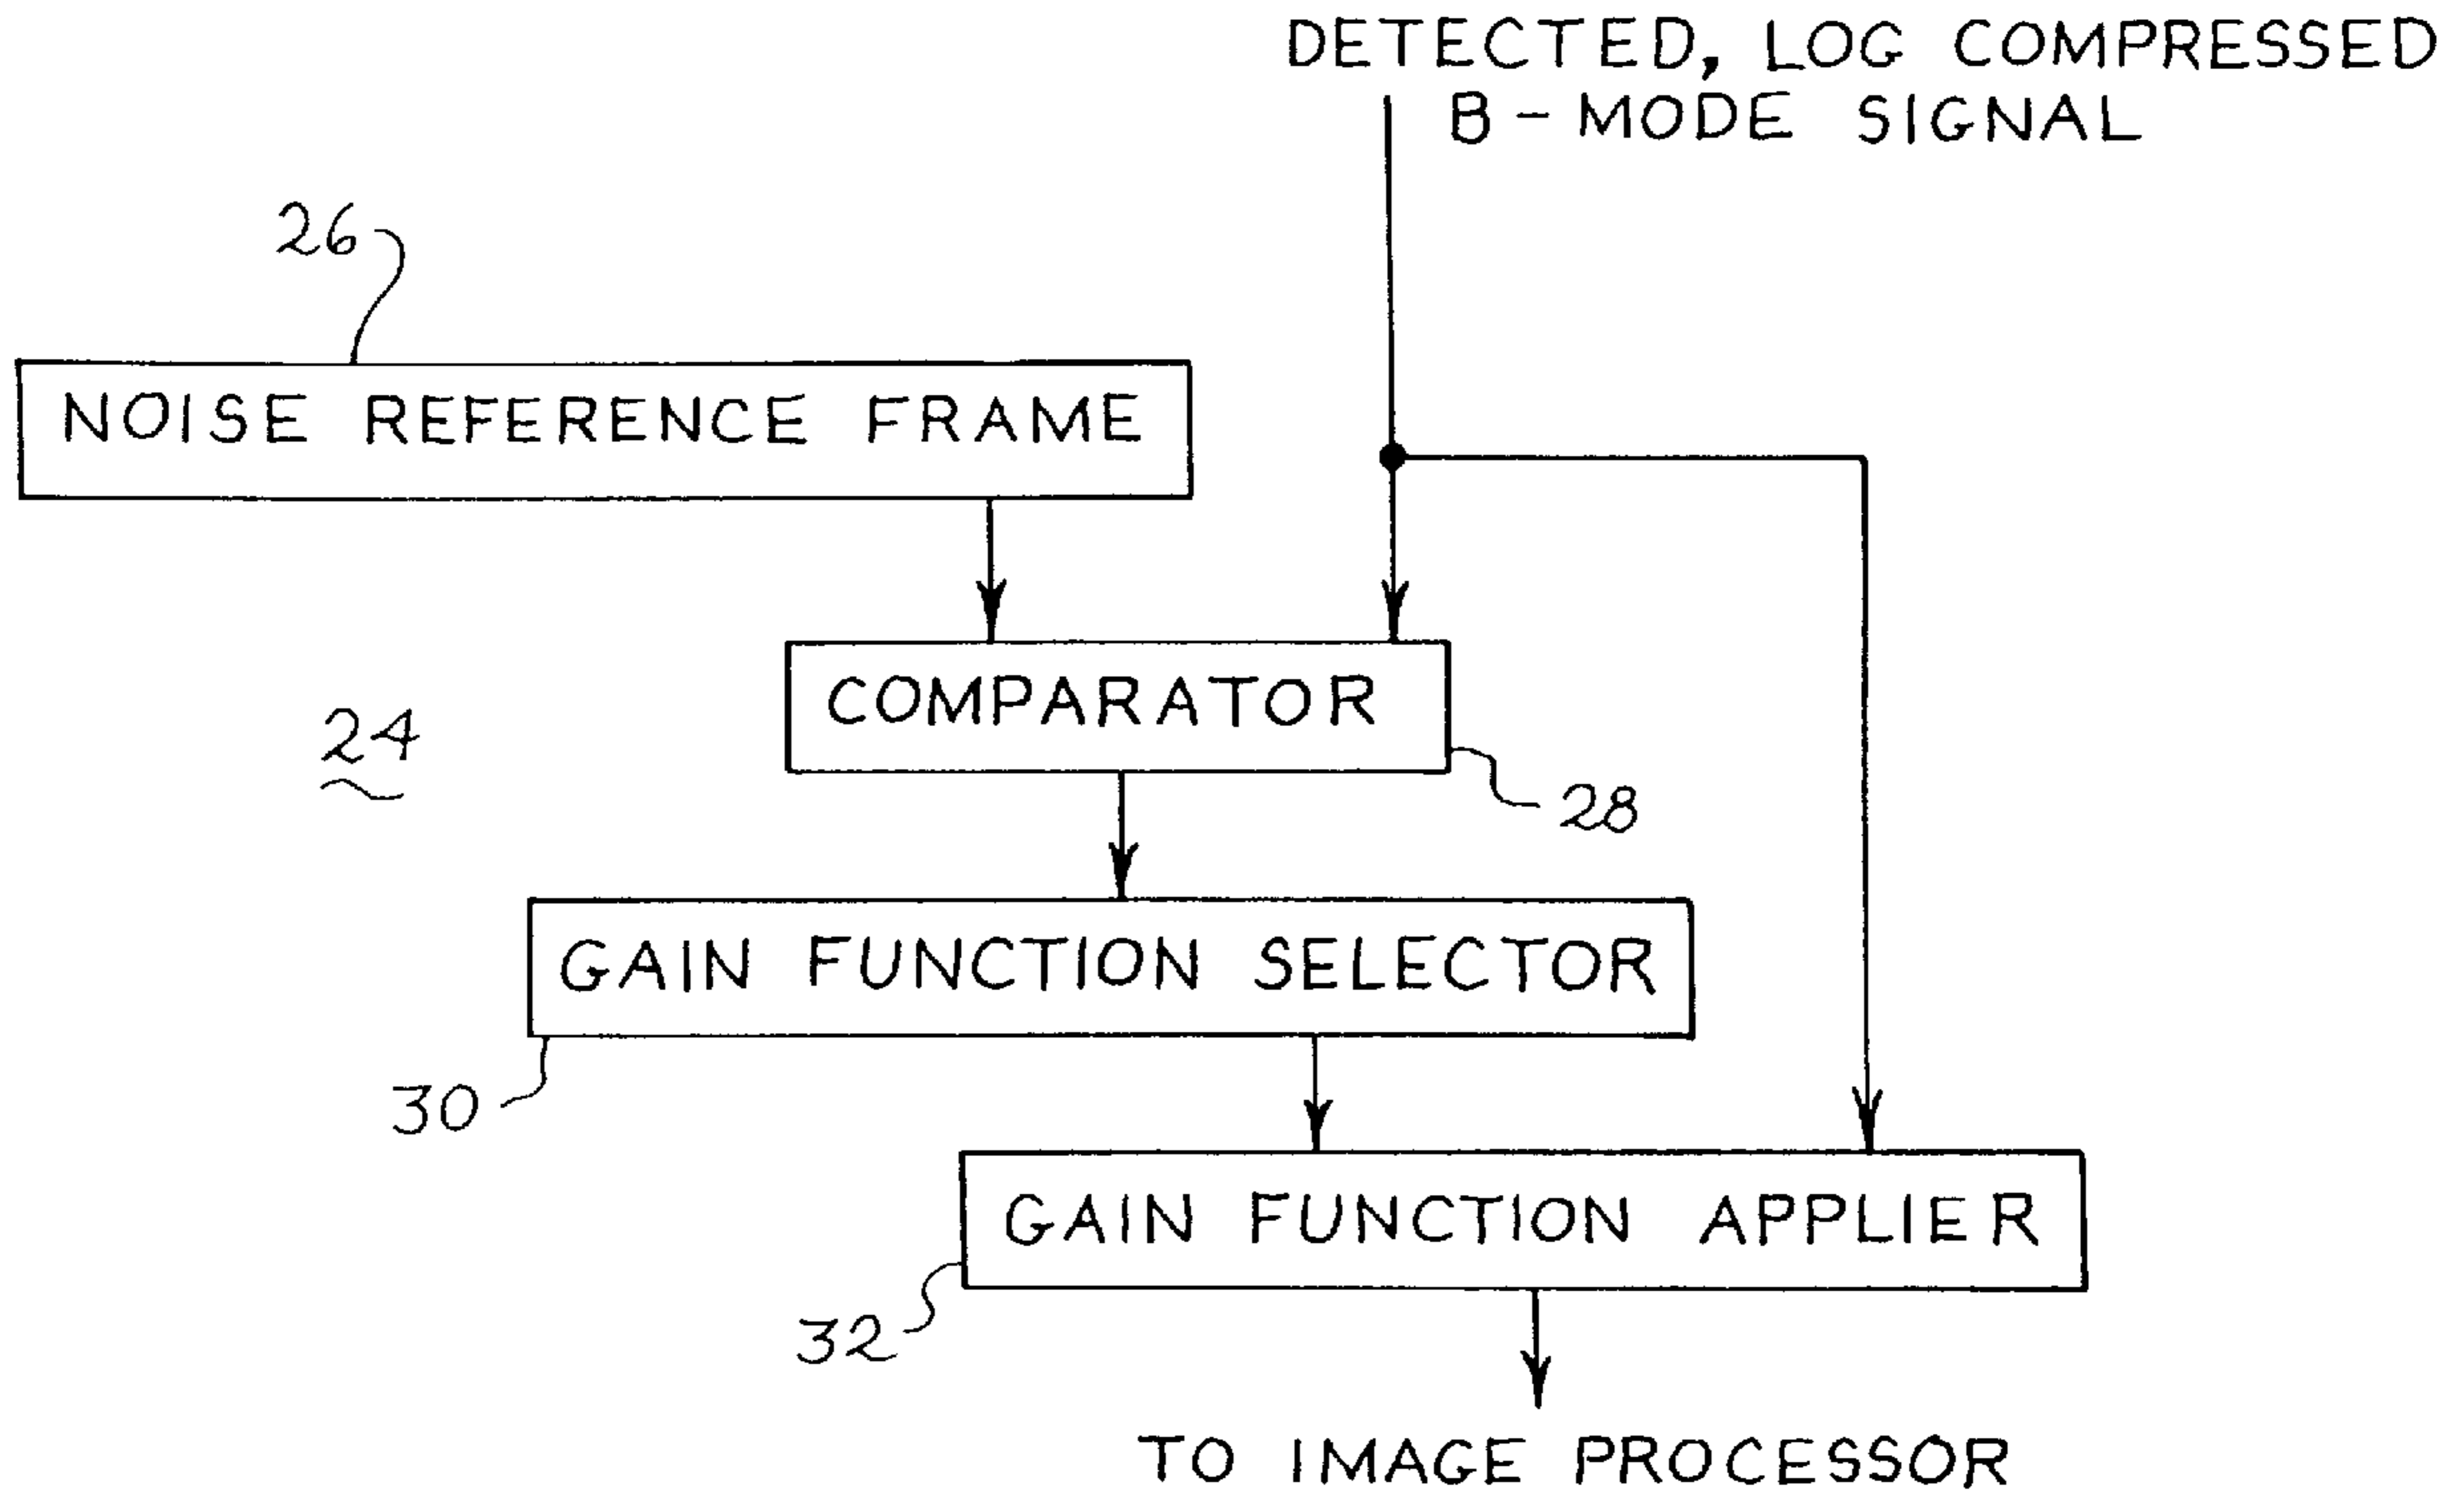 DETECTED, LOG COMPRESSED
B-MODE SIGNAL
26
NOISE REFERENCE FRAME
COMPARATOR
24
28
GAIN FUNCTION SELECTOR
30
GAIN FUNCTION APPLIER
32
TO IMAGE PROCESSOR